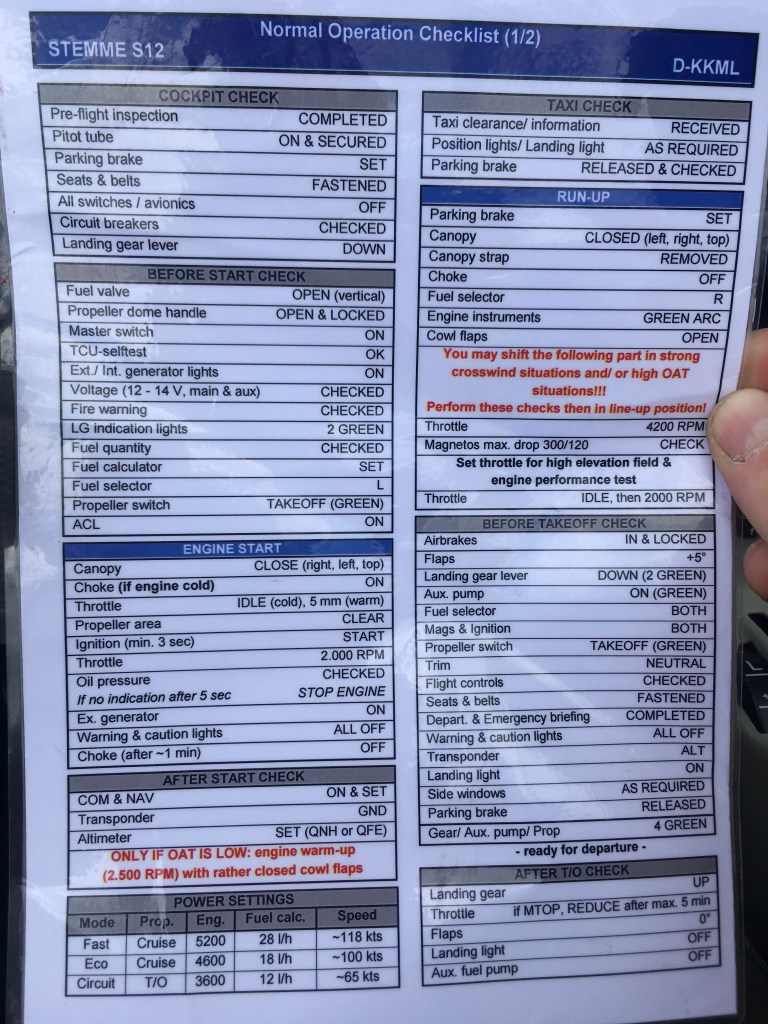 Normal Operation Checklist (1/2)
STEMME S12
D-KKML
COCKPIT CHECK
Pre-flight inspection COMPLETED
Pitot tube ON & SECURED
Parking brake SET
Seats & belts FASTENED
All switches / avionics OFF
Circuit breakers CHECKED
Landing gear lever DOWN
BEFORE START CHECK
Fuel valve OPEN (vertical)
Propeller dome handle OPEN & LOCKED
Master switch ON
TCU-selftest OK
Ext./ Int. generator lights ON
Voltage (12 - 14 V, main & aux) CHECKED
Fire warning CHECKED
LG indication lights 2 GREEN
Fuel quantity CHECKED
Fuel calculator SET
Fuel selector L
Propeller switch TAKEOFF (GREEN)
ACL ON
ENGINE START
Canopy CLOSE (right, left, top)
Choke (if engine cold) ON
Throttle IDLE (cold), 5 mm (warm)
Propeller area CLEAR
Ignition (min. 3 sec) START
Throttle 2.000 RPM
Oil pressure CHECKED
If no indication after 5 sec STOP ENGINE
Ex. generator ON
Warning & caution lights ALL OFF
Choke (after ~1 min) OFF
AFTER START CHECK
COM & NAV ON & SET
Transponder GND
Altimeter SET (QNH or QFE)
ONLY IF OAT IS LOW: engine warm-up
(2.500 RPM) with rather closed cowl flaps
POWER SETTINGS
Mode Prop. Eng. Fuel calc. Speed
Fast Cruise 5200 28 l/h ~118 kts
Eco Cruise 4600 18 l/h ~100 kts
Circuit T/O 3600 12 l/h ~65 kts
TAXI CHECK
Taxi clearance/ information RECEIVED
Position lights/ Landing light AS REQUIRED
Parking brake RELEASED & CHECKED
RUN-UP
Parking brake SET
Canopy CLOSED (left, right, top)
Canopy strap REMOVED
Choke OFF
Fuel selector R
Engine instruments GREEN ARC
Cowl flaps OPEN
You may shift the following part in strong
crosswind situations and/ or high OAT
situations!!!
Perform these checks then in line-up position!
Throttle 4200 RPM
Magnetos max. drop 300/120 CHECK
Set throttle for high elevation field &
engine performance test
Throttle IDLE, then 2000 RPM
BEFORE TAKEOFF CHECK
Airbrakes IN & LOCKED
Flaps +5°
Landing gear lever DOWN (2 GREEN)
Aux. pump ON (GREEN)
Fuel selector BOTH
Mags & Ignition BOTH
Propeller switch TAKEOFF (GREEN)
Trim NEUTRAL
Flight controls CHECKED
Seats & belts FASTENED
Depart. & Emergency briefing COMPLETED
Warning & caution lights ALL OFF
Transponder ALT
Landing light ON
Side windows AS REQUIRED
Parking brake RELEASED
Gear/ Aux. pump/ Prop 4 GREEN
- ready for departure -
AFTER T/O CHECK
Landing gear UP
Throttle if MTOP, REDUCE after max. 5 min
Flaps 0°
Landing light OFF
Aux. fuel pump OFF
L